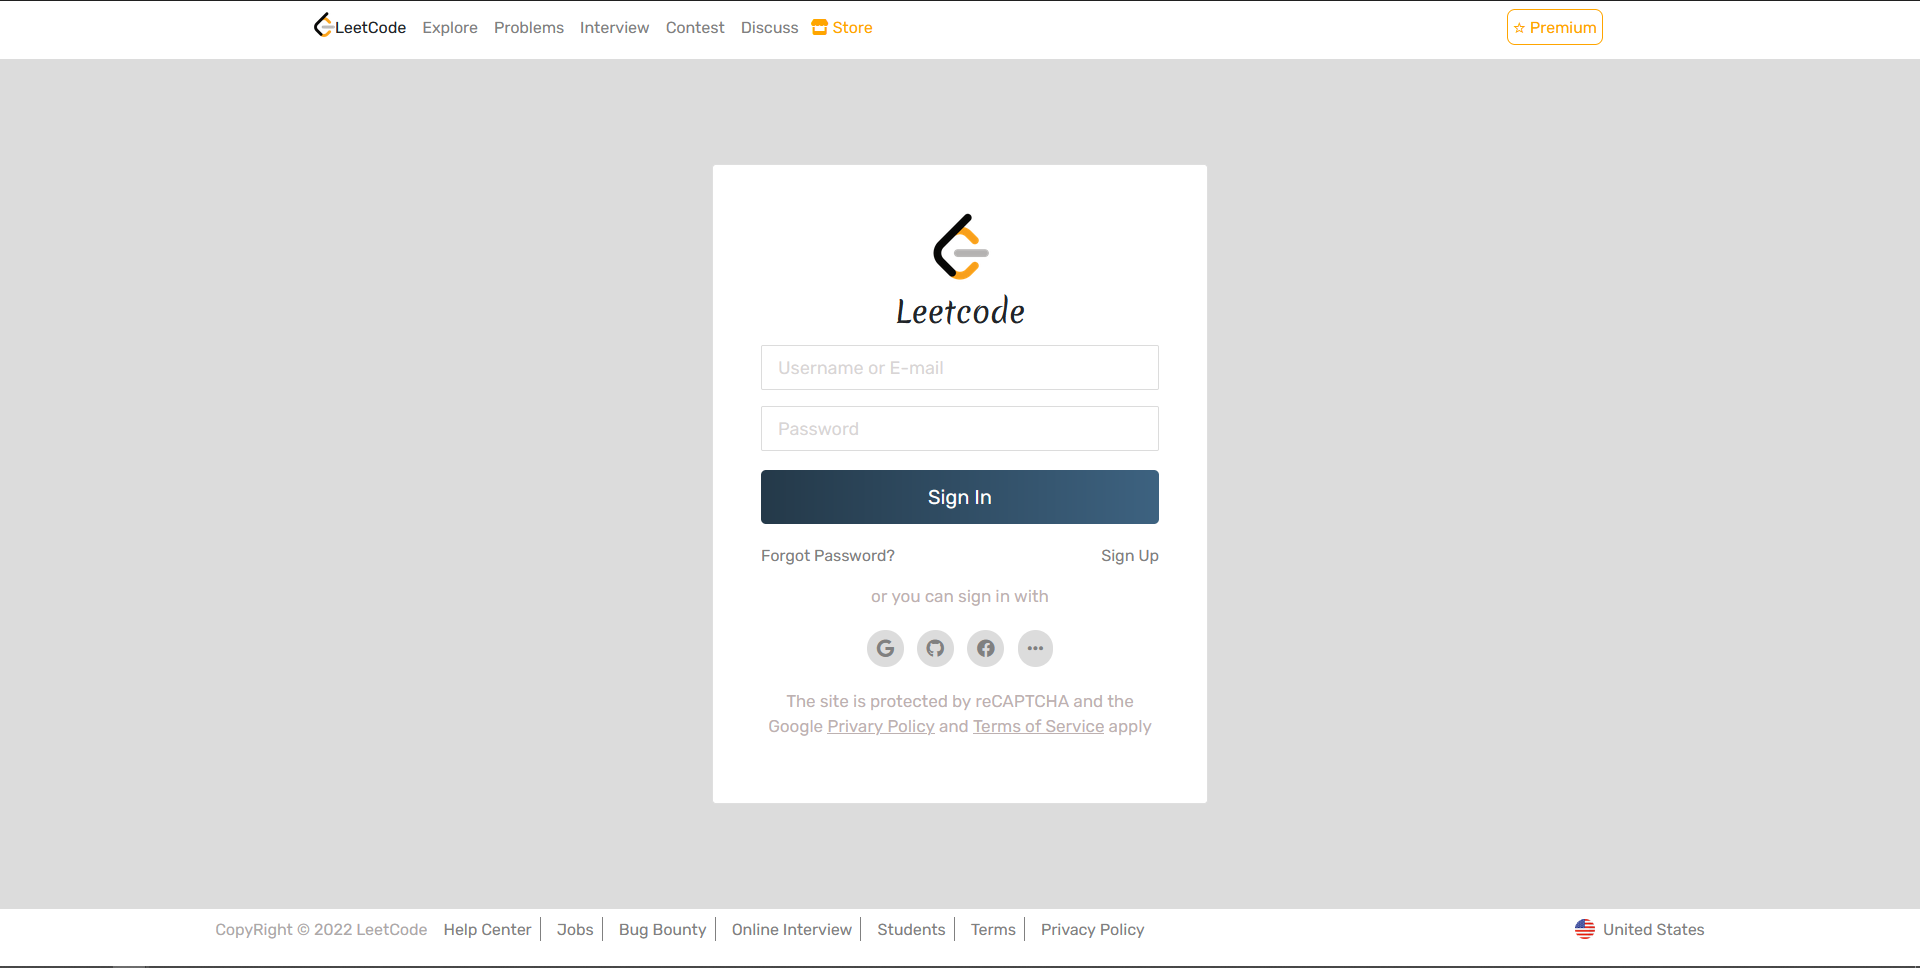 LeetCode Explore Problems Interview Contest Discuss Store ☆ Premium
Leetcode
Username or E-mail
Password
Sign In
Forgot Password? Sign Up
or you can sign in with
The site is protected by reCAPTCHA and the
Google Privary Policy and Terms of Service apply
CopyRight © 2022 LeetCode Help Center Jobs Bug Bounty Online Interview Students Terms Privacy Policy United States